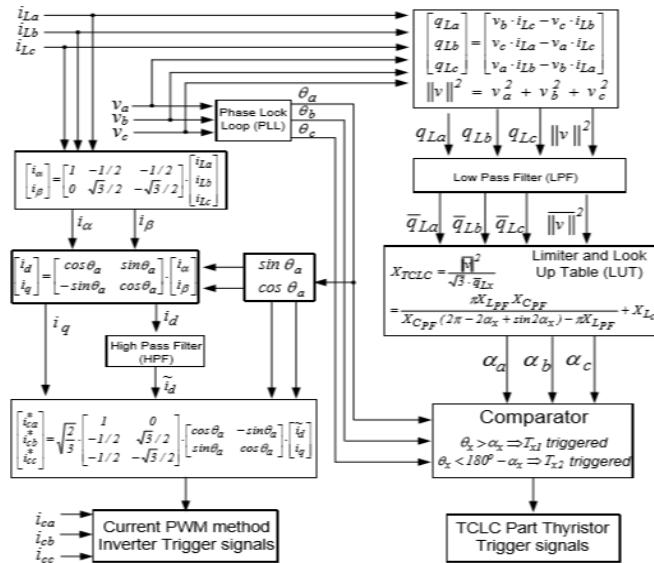 i_La
i_Lb
i_Lc
[q_La q_Lb q_Lc] = [v_b · i_Lc − v_c · i_Lb
v_c · i_La − v_a · i_Lc
v_a · i_Lb − v_b · i_La]
||v||² = v_a² + v_b² + v_c²
v_a
v_b
v_c
Phase Lock
Loop (PLL)
θ_a
θ_b
θ_c
q_La q_Lb q_Lc ||v||²
Low Pass Filter (LPF)
q̅_La q̅_Lb q̅_Lc ||v̅||²
[i_α i_β] = [1 −1/2 −1/2
0 √3/2 −√3/2] · [i_La i_Lb i_Lc]
i_α i_β
[i_d i_q] = [cosθ_a sinθ_a
−sinθ_a cosθ_a] · [i_α i_β]
sin θ_a
cos θ_a
Limiter and Look
Up Table (LUT)
X_TCLC = ||v||² / (√3 · q̅_Lx)
= πX_LPF X_CPF / (X_CPF (2π − 2α_x + sin2α_x) − πX_LPF) + X_Lc
i_q i_d
High Pass Filter
(HPF)
ĩ_d
α_a α_b α_c
[i*_ca i*_cb i*_cc] = √(2/3) · [1 0
−1/2 √3/2
−1/2 −√3/2] · [cosθ_a −sinθ_a
sinθ_a cosθ_a] · [ĩ_d i_q]
Comparator
θ_x > α_x ⇒ T_x1 triggered
θ_x < 180° − α_x ⇒ T_x2 triggered
i_ca
i_cb
i_cc
Current PWM method
Inverter Trigger signals
TCLC Part Thyristor
Trigger signals